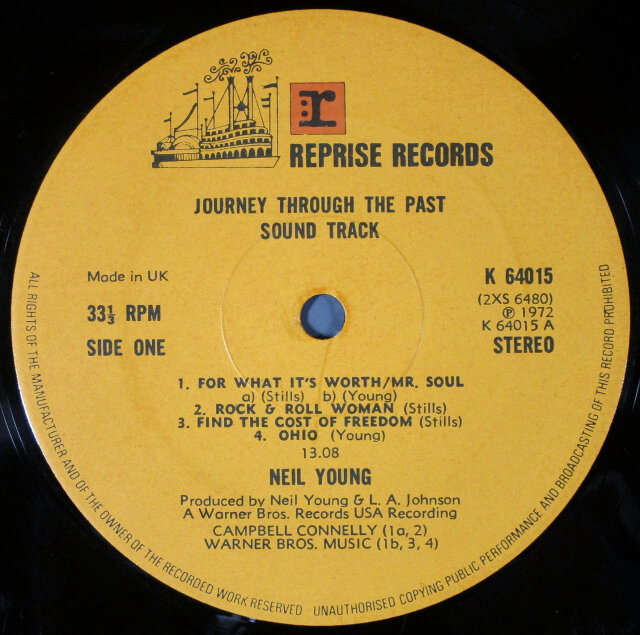 r
REPRISE RECORDS
JOURNEY THROUGH THE PAST
SOUND TRACK
Made in UK
33⅓ RPM
SIDE ONE
K 64015
(2XS 6480)
℗ 1972
K 64015 A
STEREO
1. FOR WHAT IT'S WORTH/MR. SOUL
a) (Stills) b) (Young)
2. ROCK & ROLL WOMAN (Stills)
3. FIND THE COST OF FREEDOM (Stills)
4. OHIO (Young)
13.08
NEIL YOUNG
Produced by Neil Young & L. A. Johnson
A Warner Bros. Records USA Recording
CAMPBELL CONNELLY (1a, 2)
WARNER BROS. MUSIC (1b, 3, 4)
ALL RIGHTS OF THE MANUFACTURER AND OF THE OWNER OF THE RECORDED WORK RESERVED · UNAUTHORISED COPYING PUBLIC PERFORMANCE AND BROADCASTING OF THIS RECORD PROHIBITED